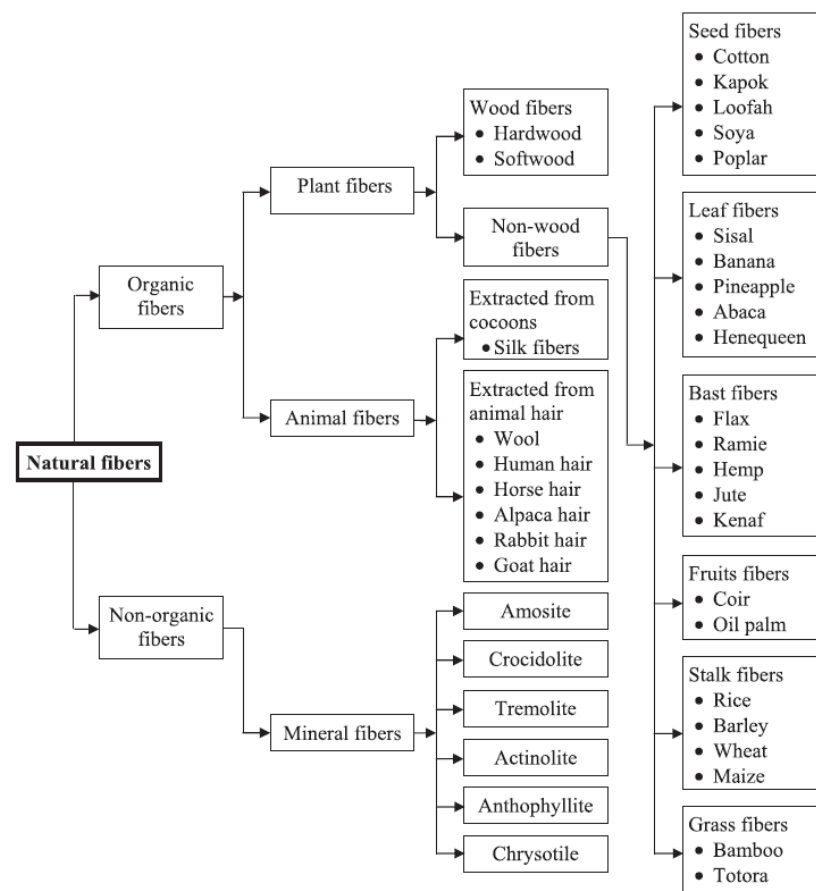 Natural fibers
Organic
fibers
Non-organic
fibers
Plant fibers
Animal fibers
Mineral fibers
Wood fibers
● Hardwood
● Softwood
Non-wood
fibers
Extracted from
cocoons
● Silk fibers
Extracted from
animal hair
● Wool
● Human hair
● Horse hair
● Alpaca hair
● Rabbit hair
● Goat hair
Amosite
Crocidolite
Tremolite
Actinolite
Anthophyllite
Chrysotile
Seed fibers
● Cotton
● Kapok
● Loofah
● Soya
● Poplar
Leaf fibers
● Sisal
● Banana
● Pineapple
● Abaca
● Henequeen
Bast fibers
● Flax
● Ramie
● Hemp
● Jute
● Kenaf
Fruits fibers
● Coir
● Oil palm
Stalk fibers
● Rice
● Barley
● Wheat
● Maize
Grass fibers
● Bamboo
● Totora